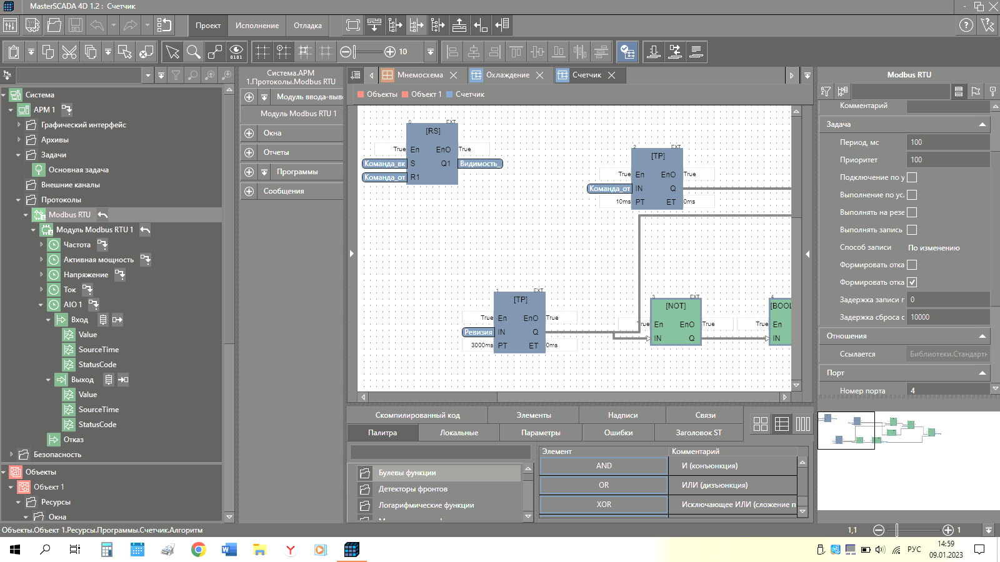 MasterSCADA 4D 1.2 : Счетчик
Проект
Исполнение
Отладка
10
Система
АРМ 1
Графический интерфейс
Архивы
Задачи
Основная задача
Внешние каналы
Протоколы
Modbus RTU
Модуль Modbus RTU 1
Частота
Активная мощность
Напряжение
Ток
AIO 1
Вход
Value
SourceTime
StatusCode
Выход
Value
SourceTime
StatusCode
Отказ
Безопасность
Объекты
Объект 1
Ресурсы
Окна
Система.АРМ
1.Протоколы.Modbus RTU
Модуль ввода-выво
Модуль Modbus RTU 1
Окна
Отчеты
Программы
Сообщения
Мнемосхема
Охлаждение
Счетчик
Объекты
Объект 1
Счетчик
0 EXT
[RS]
True En EnO True
Команда_вк S Q1 Видимость_
Команда_от R1
2 EXT
[TP]
True En EnO True
Команда_от IN Q
10ms PT ET 0ms
1 EXT
[TP]
True En EnO True
Ревизия IN Q
3000ms PT ET 0ms
3 EXT
[NOT]
True En EnO True
IN Q
4
[BOOL
True En
IN
Скомпилированный код
Элементы
Надписи
Связи
Палитра
Локальные
Параметры
Ошибки
Заголовок ST
Булевы функции
Детекторы фронтов
Логарифмические функции
Элемент Комментарий
AND И (конъюнкция)
OR ИЛИ (дизъюнкция)
XOR Исключающее ИЛИ (сложение п
Modbus RTU
Комментарий
Задача
Период, мс 100
Приоритет 100
Подключение по у
Выполнение по ус
Выполнять на резе
Выполнять запись
Способ записи По изменению
Формировать отка
Формировать отка
Задержка записи г 0
Задержка сброса с 10000
Отношения
Ссылается Библиотеки.Стандартн
Порт
Номер порта 4
Объекты.Объект 1.Ресурсы.Программы.Счетчик.Алгоритм
1,1
1
РУС
14:59
09.01.2023